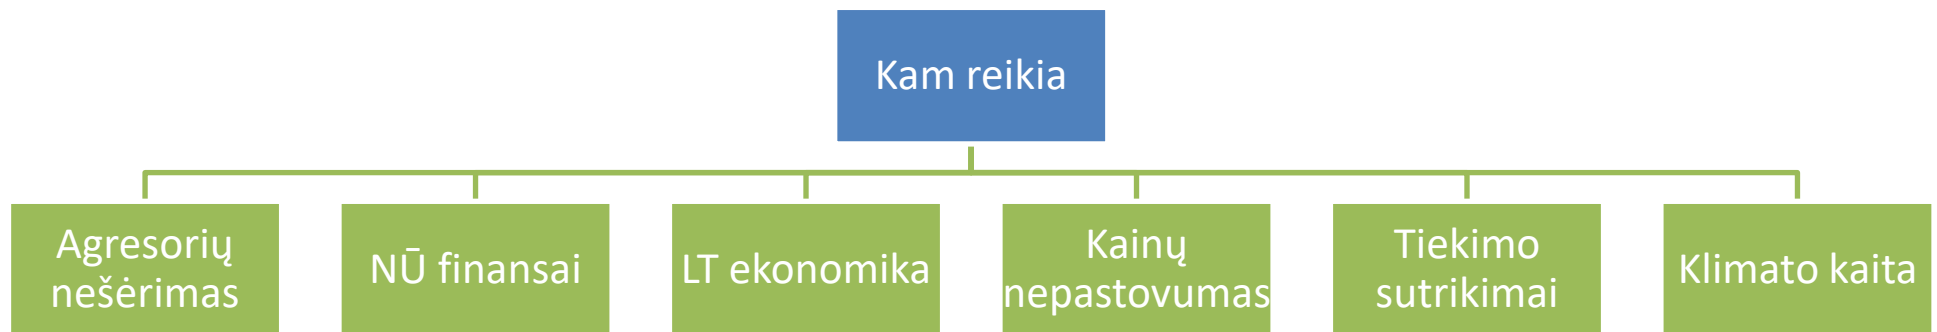 Kam reikia
Agresorių
nešėrimas
NŪ finansai
LT ekonomika
Kainų
nepastovumas
Tiekimo
sutrikimai
Klimato kaita